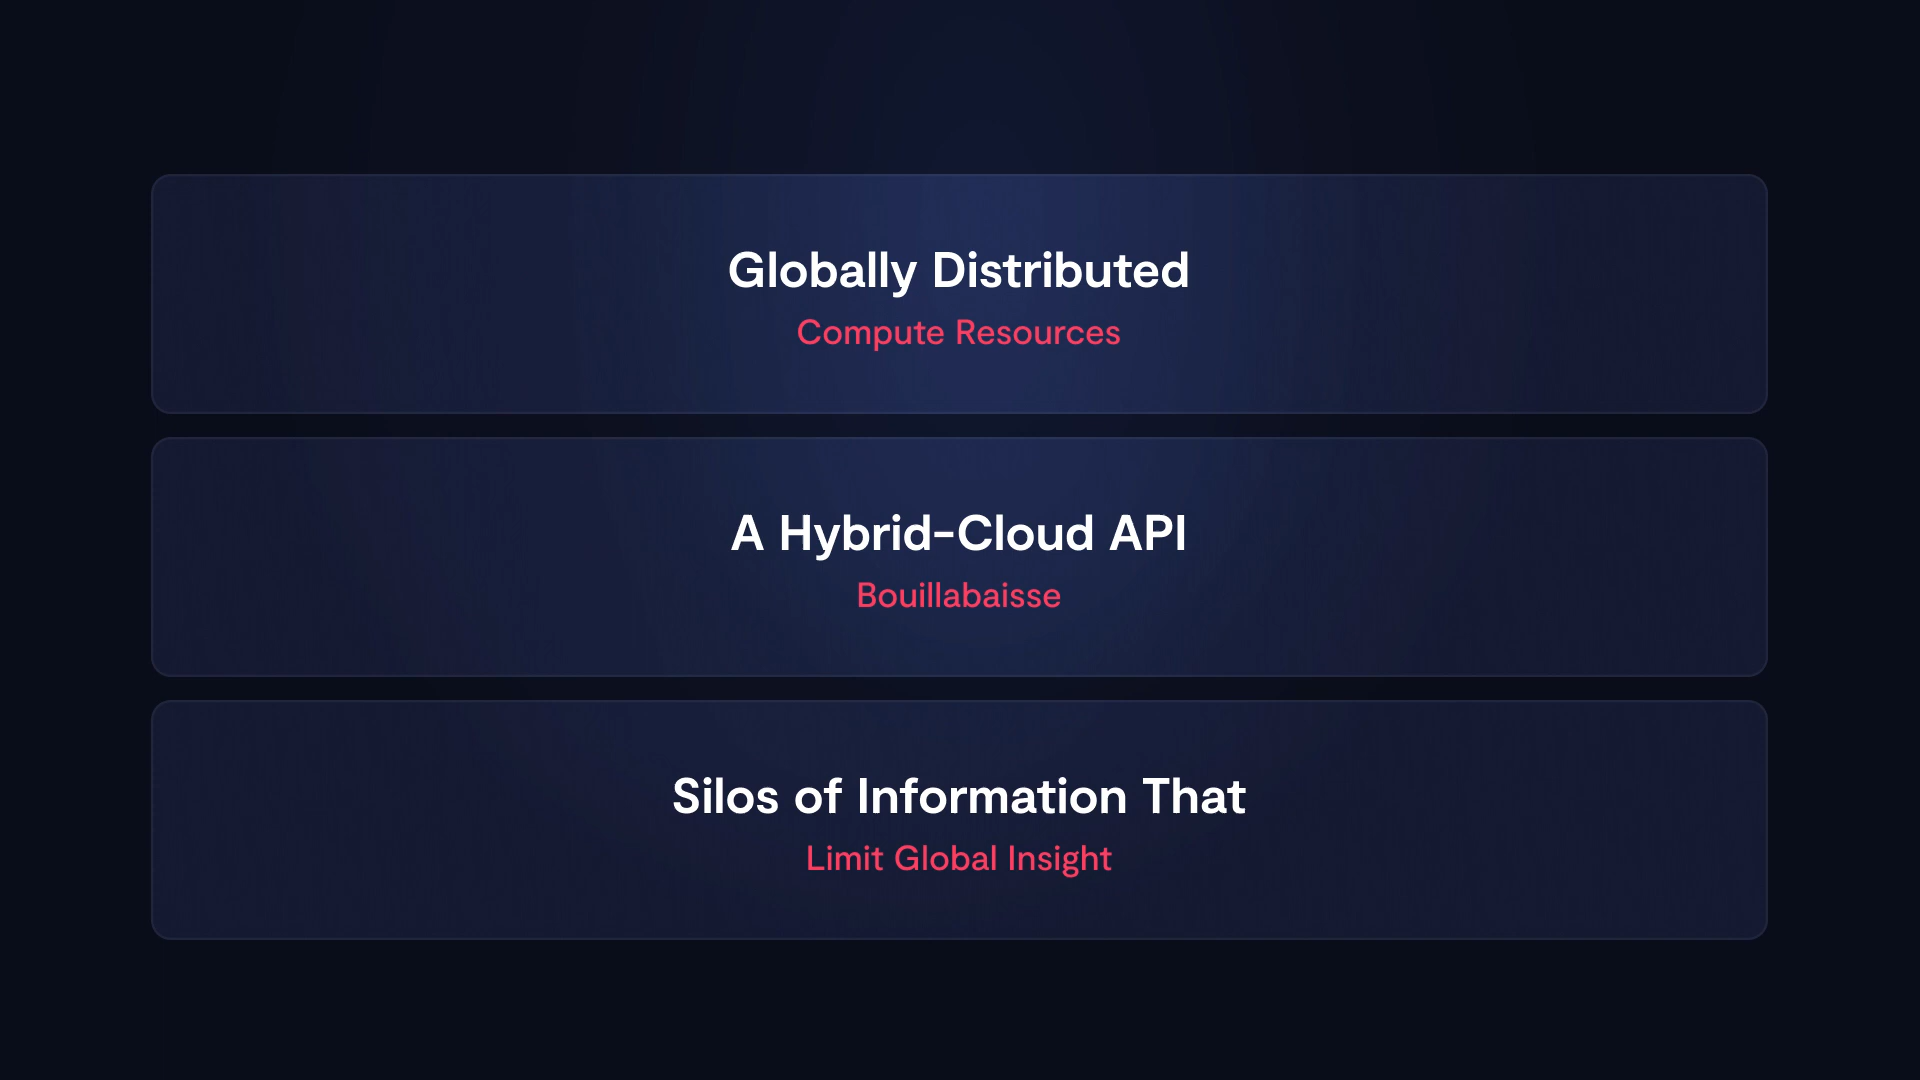 Globally Distributed
Compute Resources
A Hybrid-Cloud API
Bouillabaisse
Silos of Information That
Limit Global Insight